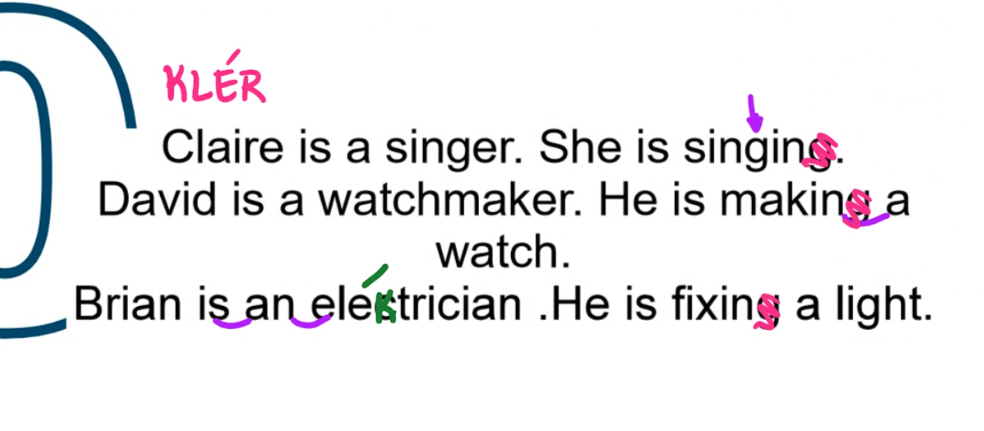 KLÉR
Claire is a singer. She is singing.
David is a watchmaker. He is making a
watch.
Brian is an electrician .He is fixing a light.